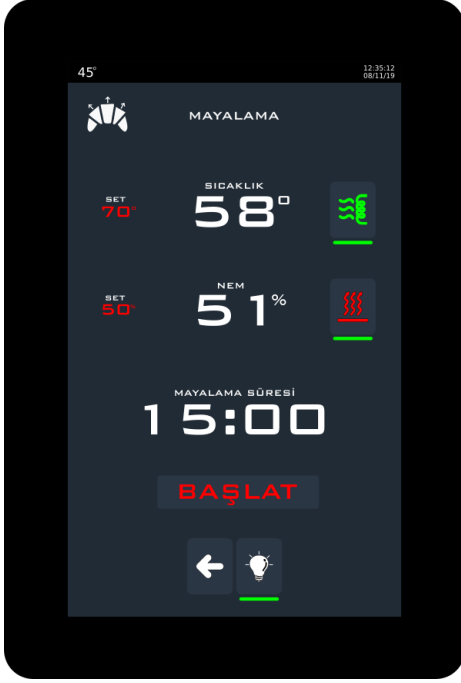 45°
12:35:12
08/11/19
MAYALAMA
SICAKLIK
SET
70°
58°
NEM
SET
50%
51%
MAYALAMA SÜRESİ
15:00
BAŞLAT